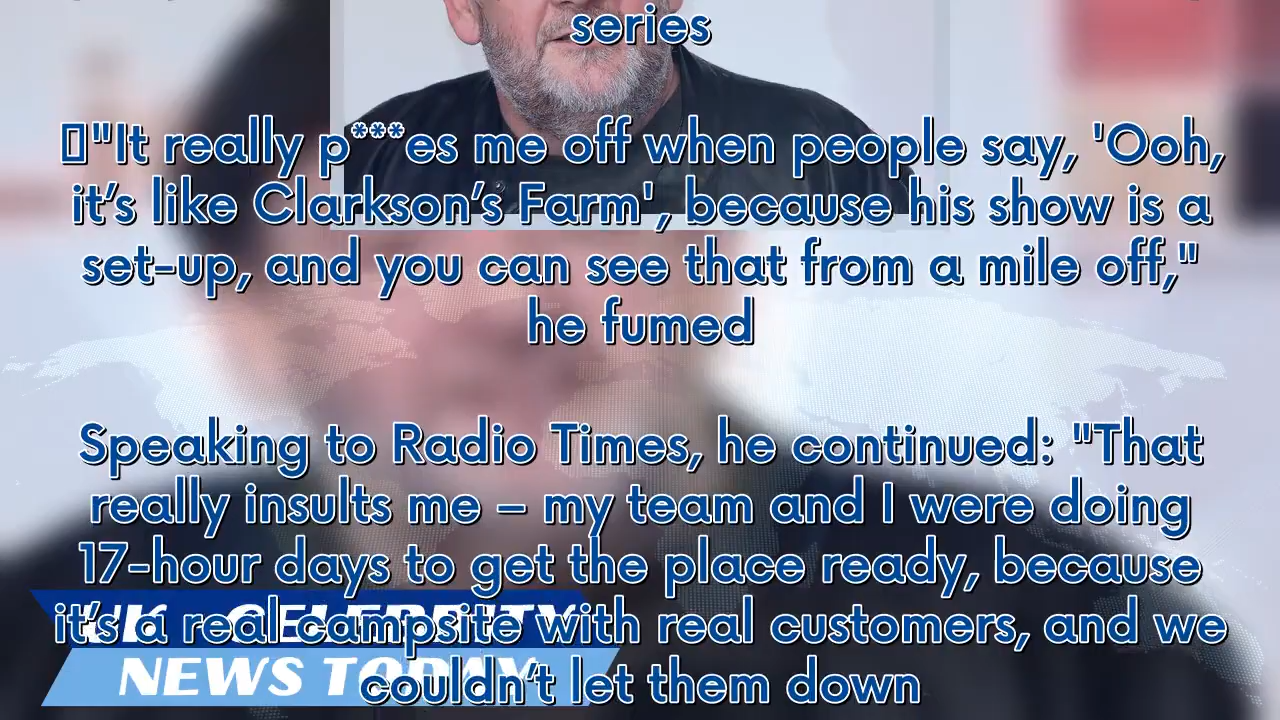 series
"It really p***es me off when people say, 'Ooh,
it’s like Clarkson’s Farm', because his show is a
set-up, and you can see that from a mile off,"
he fumed
Speaking to Radio Times, he continued: "That
really insults me – my team and I were doing
17-hour days to get the place ready, because
it’s a real campsite with real customers, and we
couldn’t let them down
UK CELEBRITY
NEWS TODAY